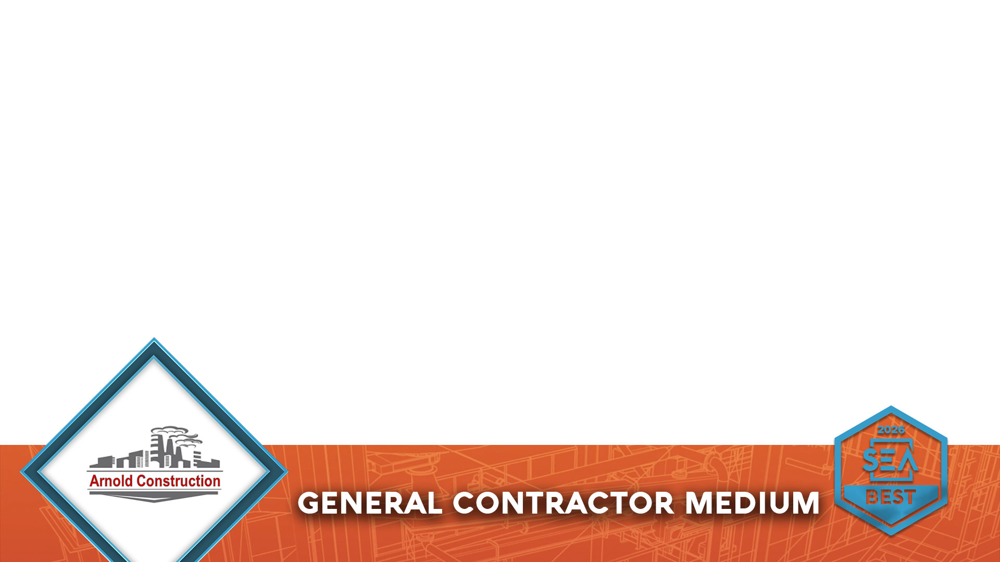 Arnold Construction
GENERAL CONTRACTOR MEDIUM
2026
SEA
BEST